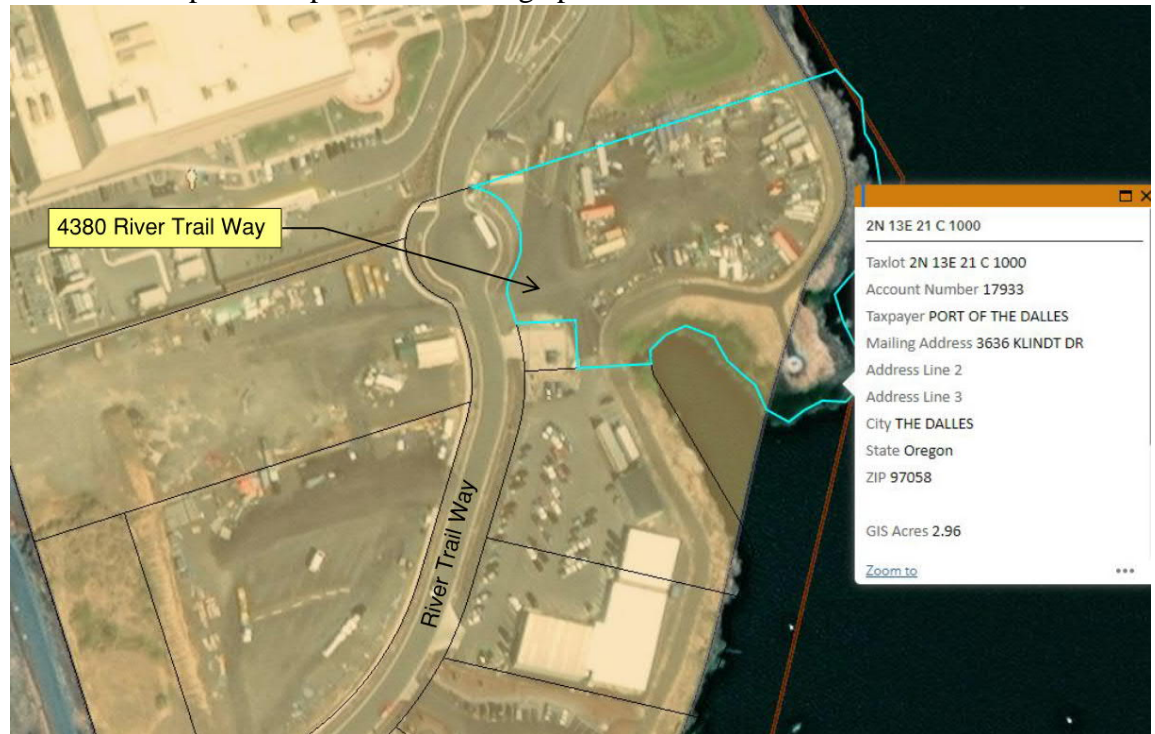 4380 River Trail Way
River Trail Way
2N 13E 21 C 1000
Taxlot 2N 13E 21 C 1000
Account Number 17933
Taxpayer PORT OF THE DALLES
Mailing Address 3636 KLINDT DR
Address Line 2
Address Line 3
City THE DALLES
State Oregon
ZIP 97058
GIS Acres 2.96
Zoom to